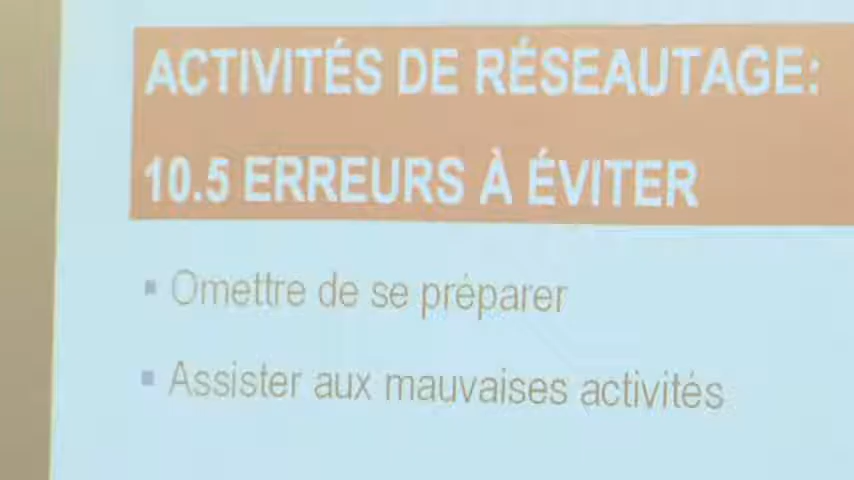 ACTIVITÉS DE RÉSEAUTAGE:
10.5 ERREURS À ÉVITER
▪ Omettre de se préparer
▪ Assister aux mauvaises activités